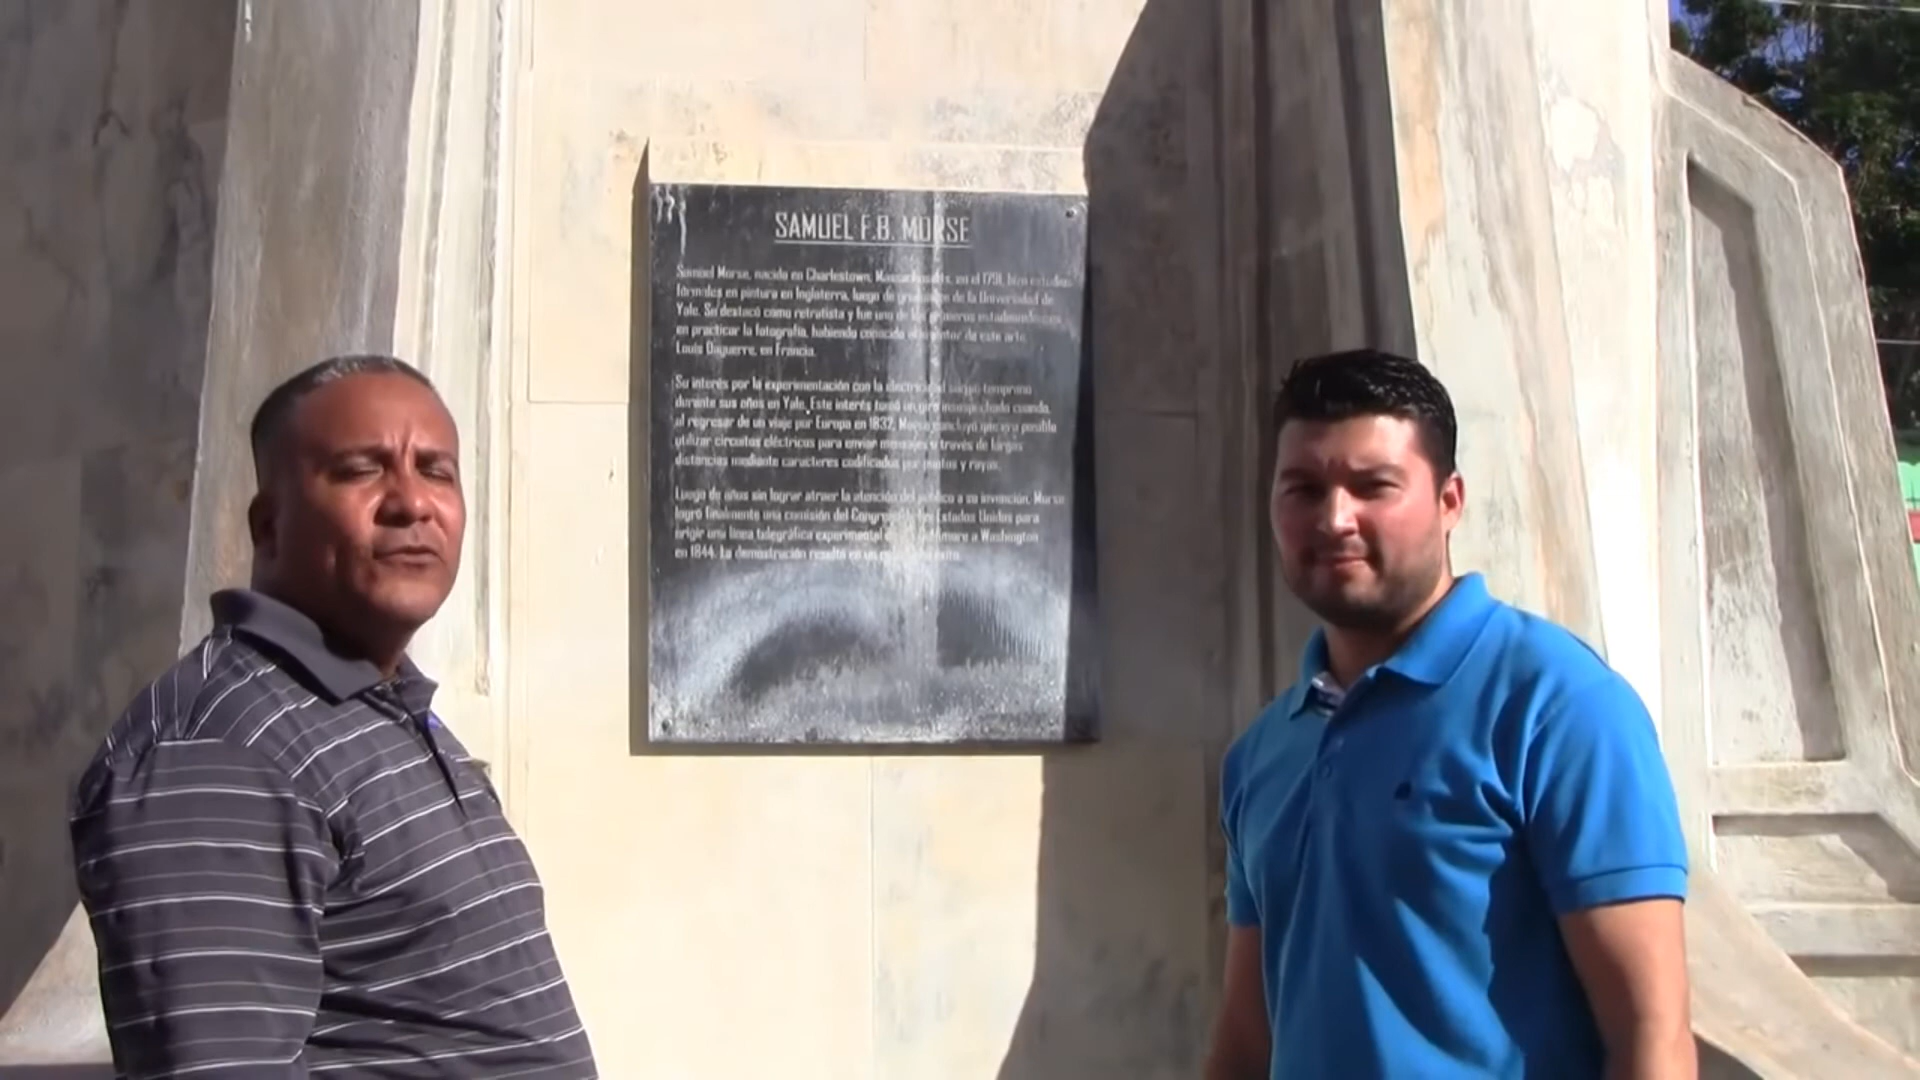 SAMUEL F.B. MORSE
Samuel Morse, nacido en Charlestown, Massachusetts, en el 1791, hizo estudios
formales en pintura en Inglaterra, luego de graduarse de la Universidad de
Yale. Se destacó como retratista y fue uno de los primeros estadounidenses
en practicar la fotografía, habiendo conocido al inventor de este arte
Louis Daguerre, en Francia.
Su interés por la experimentación con la electricidad surgió temprano
durante sus años en Yale. Este interés tomó un giro insospechado cuando,
al regresar de un viaje por Europa en 1832, Morse concluyó que era posible
utilizar circuitos eléctricos para enviar mensajes a través de largas
distancias mediante caracteres codificados por puntos y rayas.
Luego de años sin lograr atraer la atención del público a su invención, Morse
logró finalmente una comisión del Congreso de los Estados Unidos para
erigir una línea telegráfica experimental de Baltimore a Washington
en 1844. La demostración resultó en un éxito.